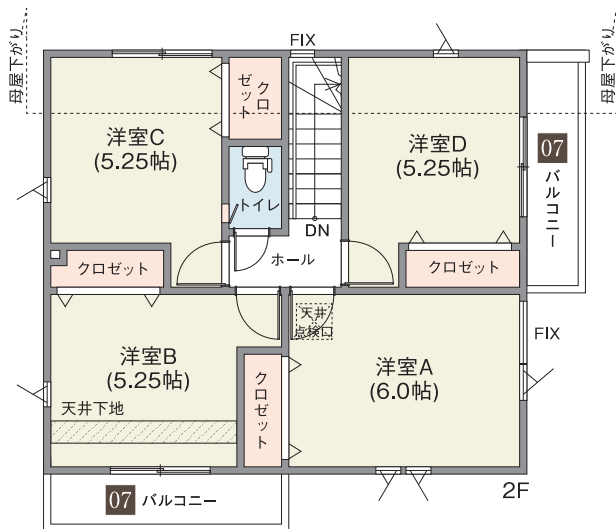 母屋下がり
FIX
母屋下がり
クロ
ゼット
洋室C
(5.25帖)
洋室D
(5.25帖)
07
バルコニー
トイレ
DN
ホール
クロゼット
クロゼット
天井
点検口
洋室B
(5.25帖)
洋室A
(6.0帖)
FIX
クロゼット
天井下地
07 バルコニー
2F